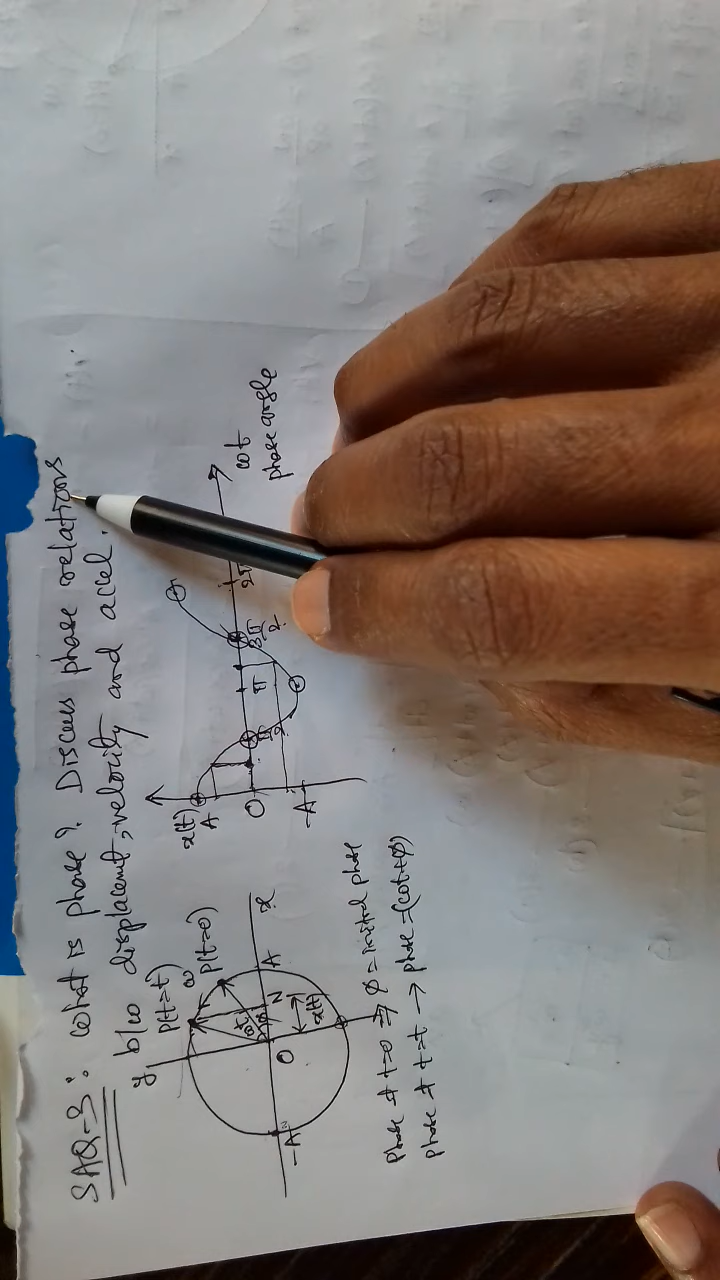 SAQ-3: What is phase? Discuss phase relations
b/w displacement, velocity and accel.
y
P(t=t)
ω
P(t=0)
ωt
φ
-A
O
N
A
x
x(t)
x(t)
A
O
-A
π/2
π
3π/2
2π
ωt
phase angle
Phase at t=0 ⇒ φ = initial phase
phase at t=t → phase = (ωt+φ)